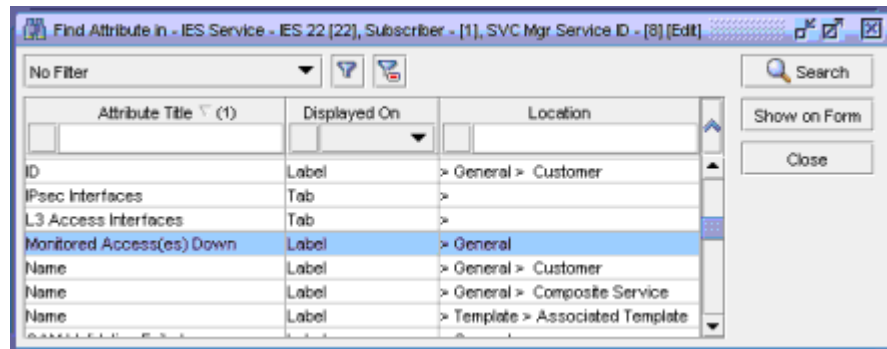 Find Attribute in - IES Service - IES 22 [22], Subscriber - [1], SVC Mgr Service ID - [8] [Edit]
No Filter
Search
Attribute Title (1) Displayed On Location
Show on Form
Close
ID Label > General > Customer
IPsec Interfaces Tab >
L3 Access Interfaces Tab >
Monitored Access(es) Down Label > General
Name Label > General > Customer
Name Label > General > Composite Service
Name Label > Template > Associated Template